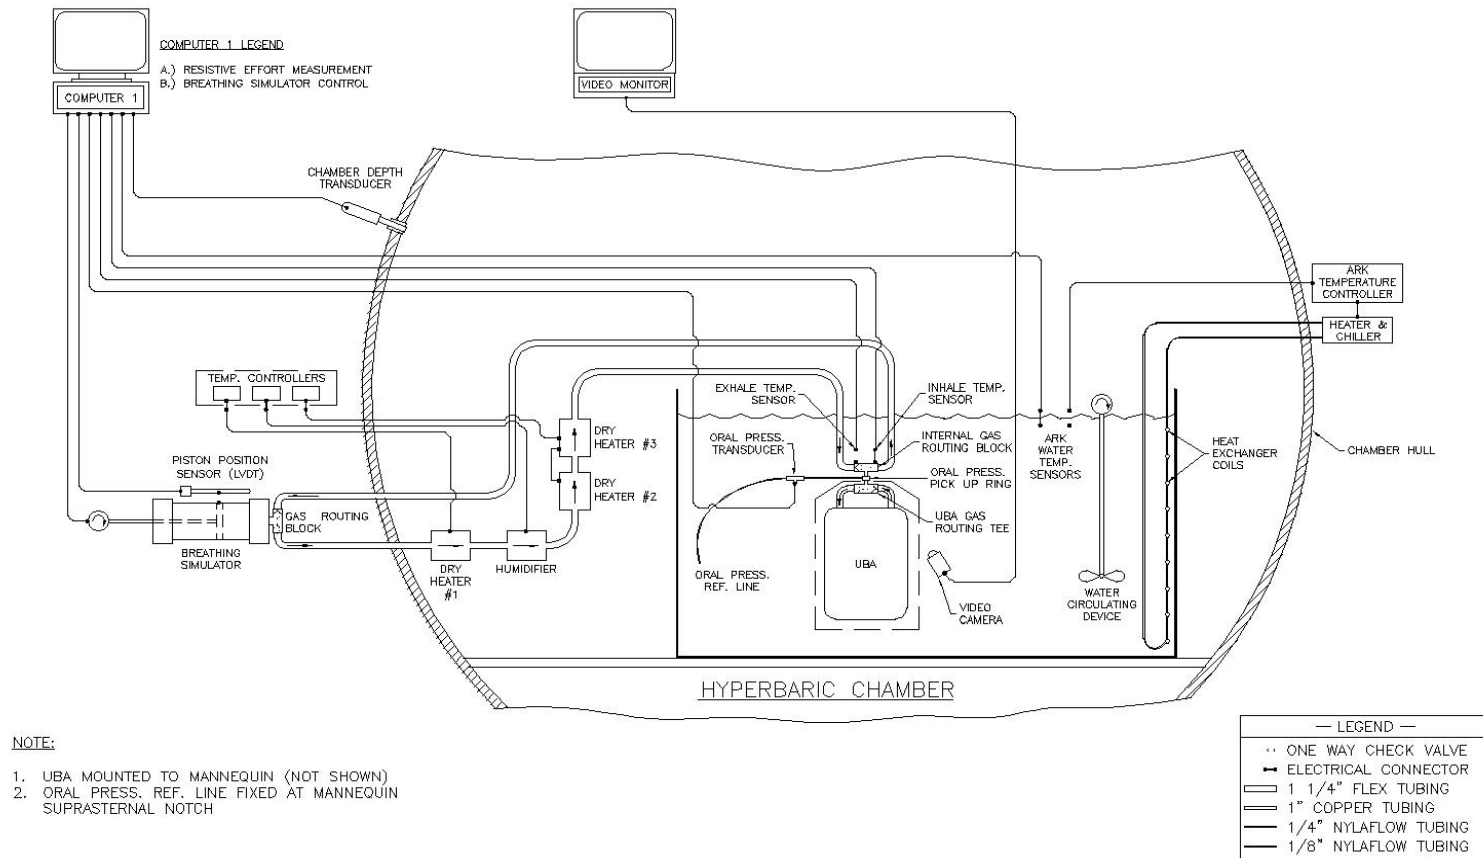 COMPUTER 1 LEGEND
A.) RESISTIVE EFFORT MEASUREMENT
B.) BREATHING SIMULATOR CONTROL
COMPUTER 1
VIDEO MONITOR
CHAMBER DEPTH
TRANSDUCER
ARK
TEMPERATURE
CONTROLLER
HEATER &
CHILLER
TEMP. CONTROLLERS
EXHALE TEMP.
SENSOR
INHALE TEMP.
SENSOR
DRY
HEATER #3
ORAL PRESS.
TRANSDUCER
INTERNAL GAS
ROUTING BLOCK
ARK
WATER
TEMP.
SENSORS
HEAT
EXCHANGER
COILS
CHAMBER HULL
PISTON POSITION
SENSOR (LVDT)
DRY
HEATER #2
ORAL PRESS.
PICK UP RING
GAS ROUTING
BLOCK
UBA GAS
ROUTING TEE
BREATHING
SIMULATOR
DRY
HEATER
#1
HUMIDIFIER
ORAL PRESS.
REF. LINE
UBA
VIDEO
CAMERA
WATER
CIRCULATING
DEVICE
HYPERBARIC CHAMBER
NOTE:
1. UBA MOUNTED TO MANNEQUIN (NOT SHOWN)
2. ORAL PRESS. REF. LINE FIXED AT MANNEQUIN
SUPRASTERNAL NOTCH
— LEGEND —
ONE WAY CHECK VALVE
ELECTRICAL CONNECTOR
1 1/4" FLEX TUBING
1" COPPER TUBING
1/4" NYLAFLOW TUBING
1/8" NYLAFLOW TUBING